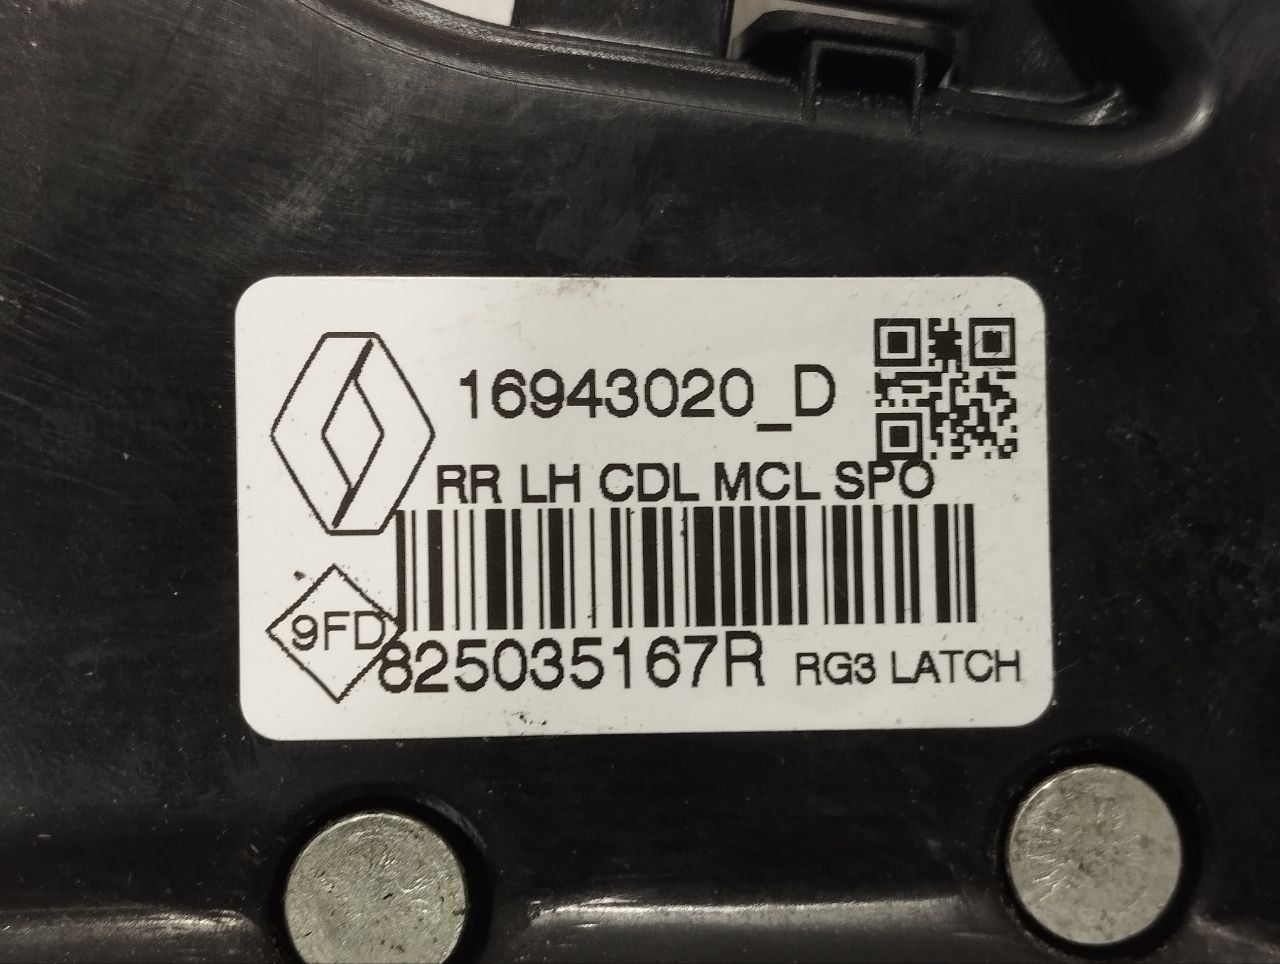 16943020_D
RR LH CDL MCL SPO
9FD
825035167R RG3 LATCH